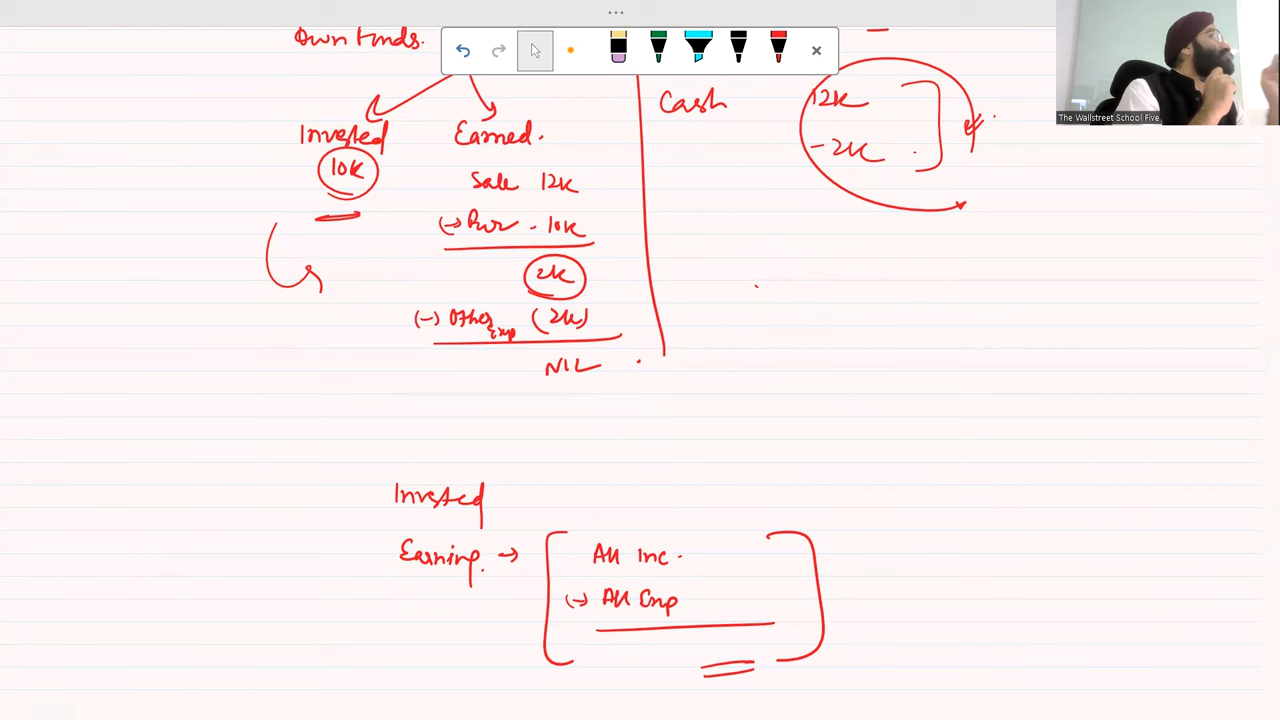 Own Funds.
Invested Earned.
10K
Sale 12K
(-) Pur - 10K
2K
(-) Other Exp (2K)
NIL
Cash 12K
-2K
The Wallstreet School Five
Invested
Earning →
All Inc.
(-) All Exp